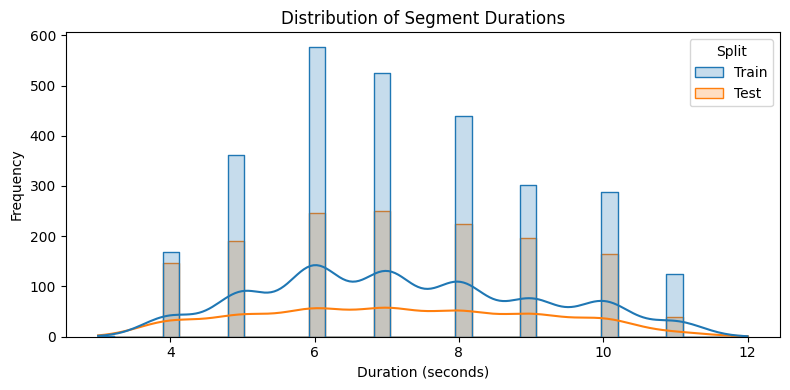 Distribution of Segment Durations
Split
Train
Test
Frequency
600
500
400
300
200
100
0
4
6
8
10
12
Duration (seconds)